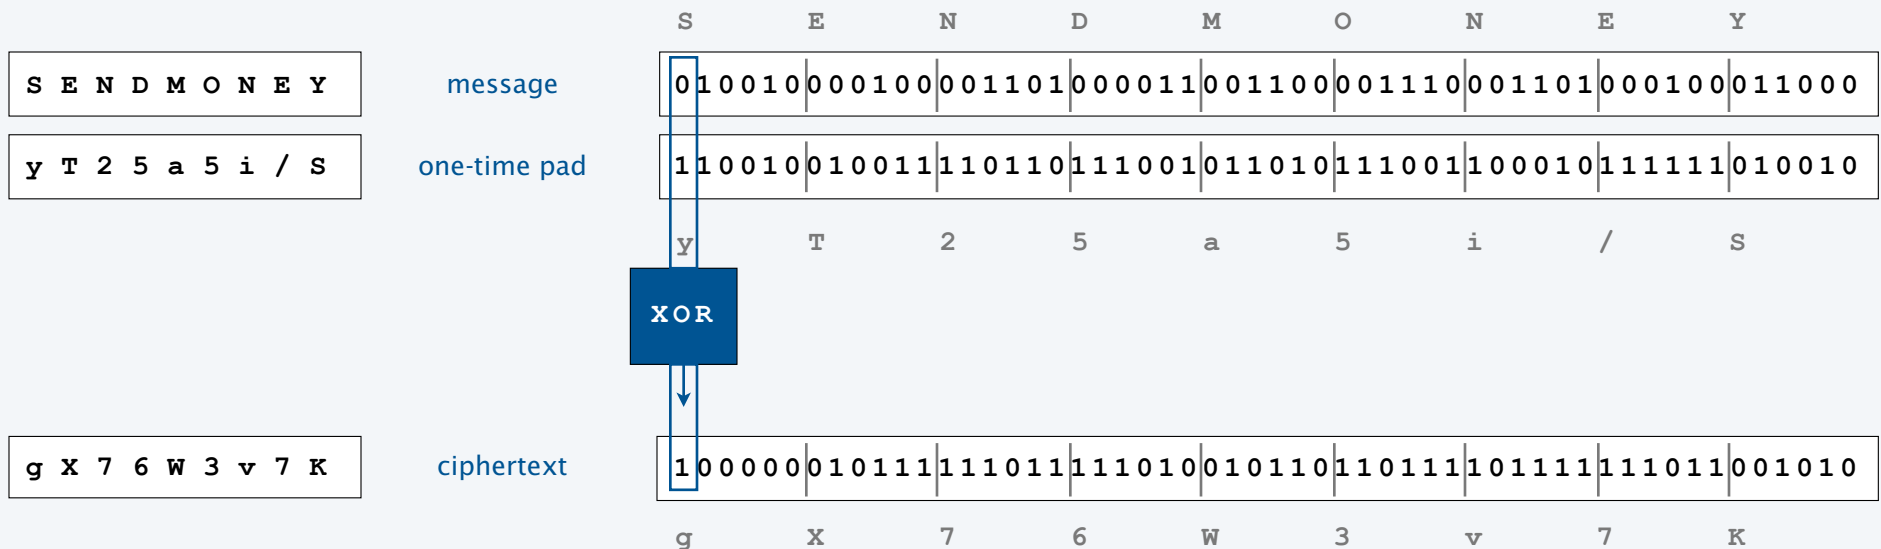 S E N D M O N E Y
S E N D M O N E Y message 010010|000100|001101|000011|001100|001110|001101|000100|011000
y T 2 5 a 5 i / S one-time pad 110010|010011|110110|111001|011010|111001|100010|111111|010010
y T 2 5 a 5 i / S
XOR
g X 7 6 W 3 v 7 K ciphertext 100000|010111|111011|111010|010110|110111|101111|111011|001010
g X 7 6 W 3 v 7 K